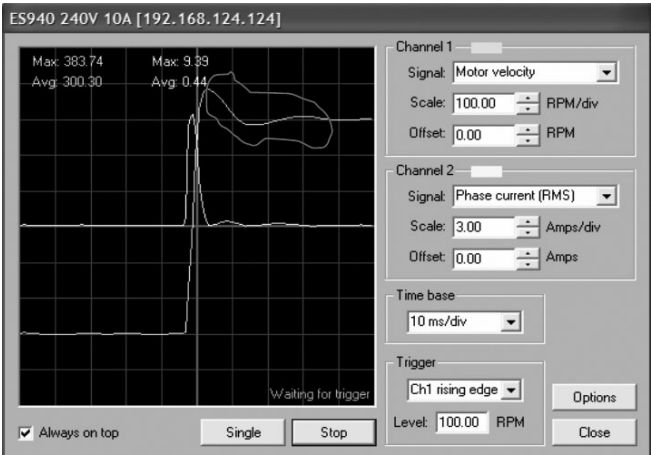 ES940 240V 10A [192.168.124.124]
Max: 383.74 Max: 9.39
Avg: 300.30 Avg: 0.44
Waiting for trigger
Always on top
Single
Stop
Channel 1
Signal: Motor velocity
Scale: 100.00 RPM/div
Offset: 0.00 RPM
Channel 2
Signal: Phase current (RMS)
Scale: 3.00 Amps/div
Offset: 0.00 Amps
Time base
10 ms/div
Trigger
Ch1 rising edge
Level: 100.00 RPM
Options
Close